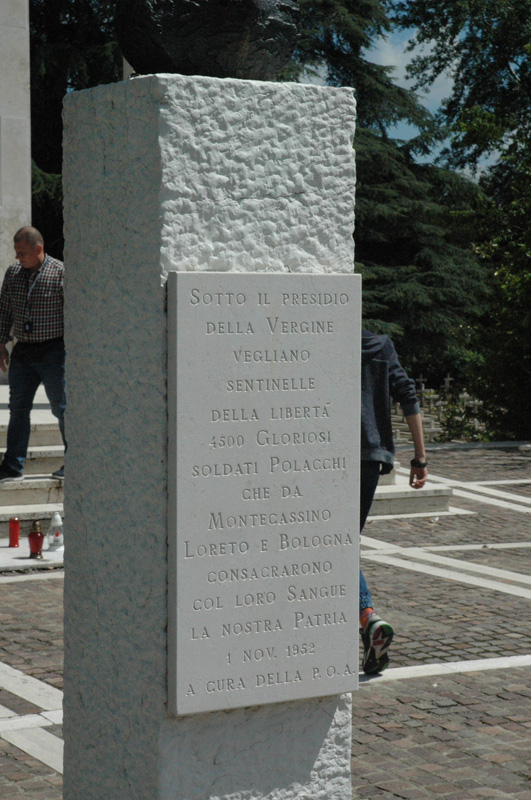 Sotto il presidio
della Vergine
vegliano
sentinelle
della libertà
4500 Gloriosi
soldati Polacchi
che da
Montecassino
Loreto e Bologna
consacrarono
col loro Sangue
la nostra Patria
1 nov. 1952
a cura della P.O.A.